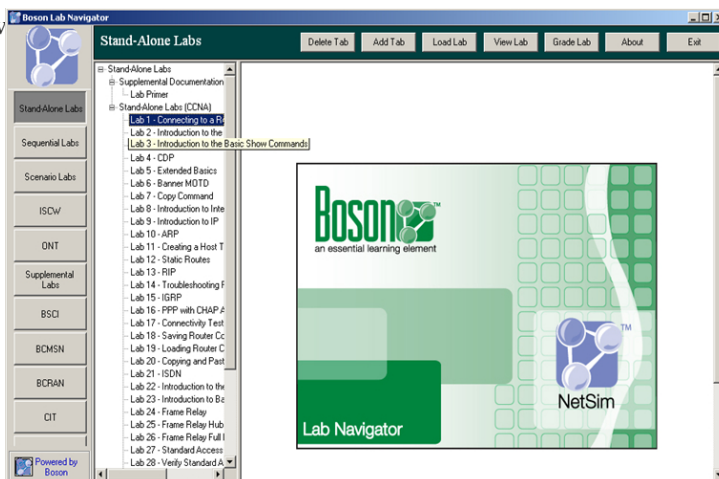 Boson Lab Navigator
Stand-Alone Labs
Delete Tab
Add Tab
Load Lab
View Lab
Grade Lab
About
Exit
Stand-Alone Labs
Sequential Labs
Scenario Labs
ISCW
ONT
Supplemental
Labs
BSCI
BCMSN
BCRAN
CIT
Powered by
Boson
Stand-Alone Labs
Supplemental Documentation
Lab Primer
Stand-Alone Labs (CCNA)
Lab 1 - Connecting to a
Lab 2 - Introduction to the
Lab 3 - Introduction to the Basic Show Commands
Lab 4 - CDP
Lab 5 - Extended Basics
Lab 6 - Banner MOTD
Lab 7 - Copy Command
Lab 8 - Introduction to Inte
Lab 9 - Introduction to IP
Lab 10 - ARP
Lab 11 - Creating a Host T
Lab 12 - Static Routes
Lab 13 - RIP
Lab 14 - Troubleshooting
Lab 15 - IGRP
Lab 16 - PPP with CHAP
Lab 17 - Connectivity Test
Lab 18 - Saving Router Co
Lab 19 - Loading Router C
Lab 20 - Copying and Past
Lab 21 - ISDN
Lab 22 - Introduction to the
Lab 23 - Introduction to Ba
Lab 24 - Frame Relay
Lab 25 - Frame Relay Hub
Lab 26 - Frame Relay Full
Lab 27 - Standard Access
Lab 28 - Verify Standard A
Boson™
an essential learning element
TM
NetSim
Lab Navigator